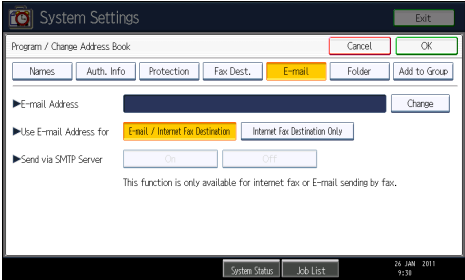 System Settings
Exit
Program / Change Address Book
Cancel
OK
Names
Auth. Info
Protection
Fax Dest.
E-mail
Folder
Add to Group
▶E-mail Address
Change
▶Use E-mail Address for
E-mail / Internet Fax Destination
Internet Fax Destination Only
▶Send via SMTP Server
On
Off
This function is only available for internet fax or E-mail sending by fax.
System Status
Job List
26 JAN 2011
9:30